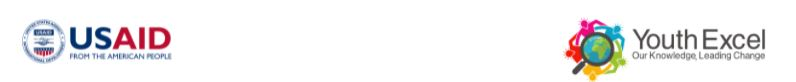 USAID
FROM THE AMERICAN PEOPLE
Youth Excel
Our Knowledge, Leading Change